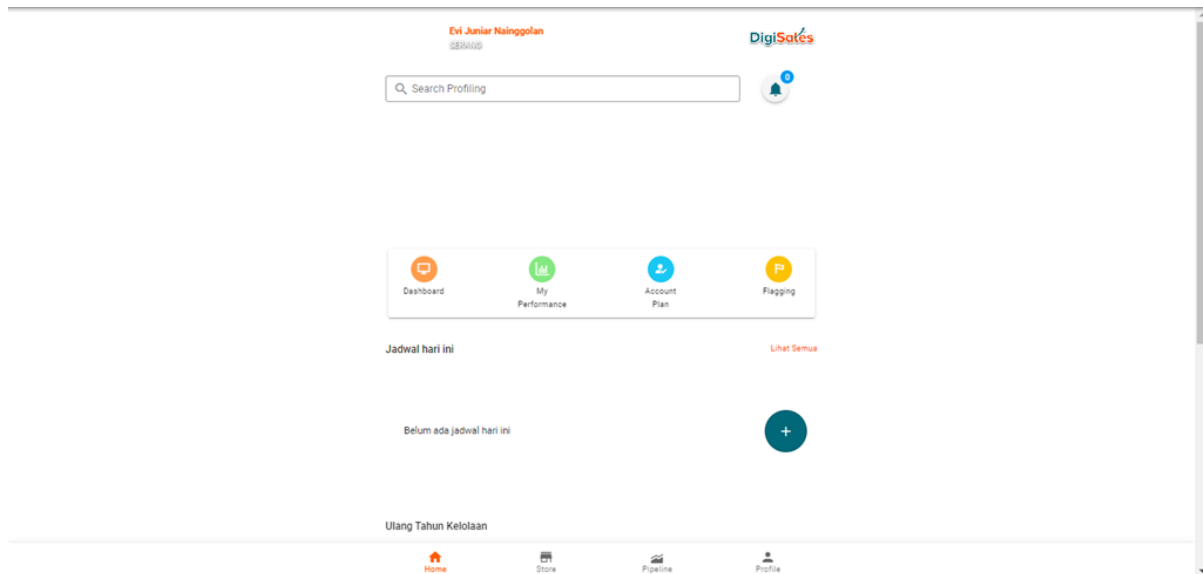 Evi Juniar Nainggolan
SERANG
DigiSales
Search Profiling
0
Dashboard
My
Performance
Account
Plan
Flagging
Jadwal hari ini
Lihat Semua
Belum ada jadwal hari ini
+
Ulang Tahun Kelolaan
Home
Store
Pipeline
Profile